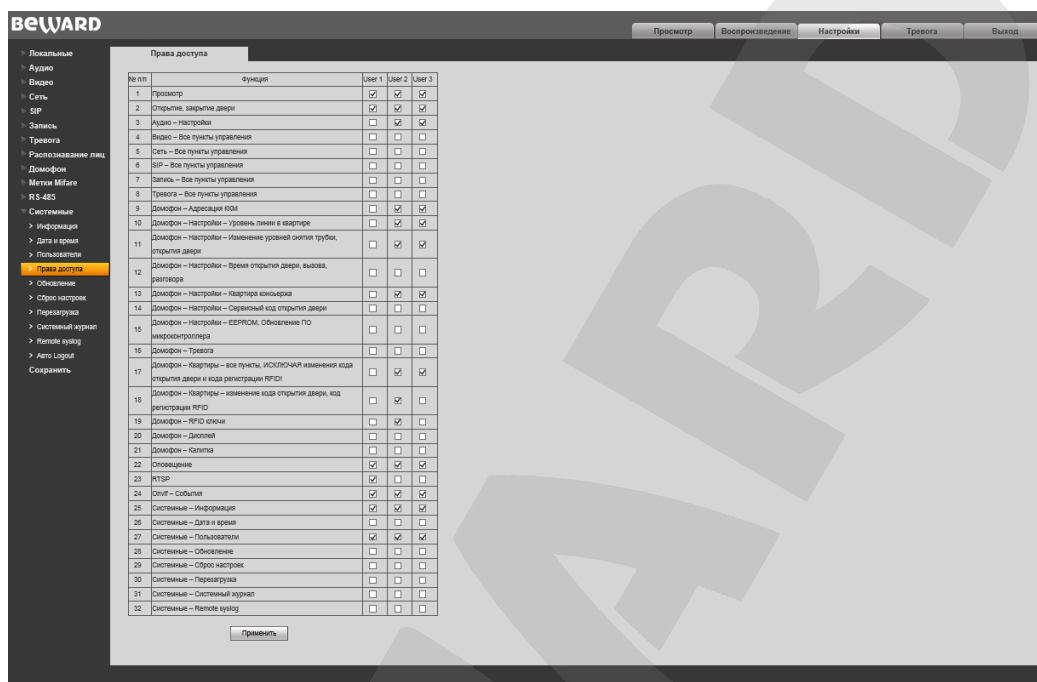 BEWARD
Просмотр
Воспроизведение
Настройки
Тревога
Выход
Локальные
Аудио
Видео
Сеть
SIP
Запись
Тревога
Распознавание лиц
Домофон
Метки Mifare
RS-485
Системные
Информация
Дата и время
Пользователи
Права доступа
Обновление
Сброс настроек
Перезагрузка
Системный журнал
Remote syslog
Авто Logout
Сохранить
Права доступа
№ п/п Функция User 1 User 2 User 3
1 Просмотр
2 Открытие, закрытие двери
3 Аудио – Настройки
4 Видео – Все пункты управления
5 Сеть – Все пункты управления
6 SIP – Все пункты управления
7 Запись – Все пункты управления
8 Тревога – Все пункты управления
9 Домофон – Адресация ККМ
10 Домофон – Настройки – Уровень линии в квартире
11 Домофон – Настройки – Изменение уровней снятия трубки,
открытия двери
12 Домофон – Настройки – Время открытия двери, вызова,
разговора
13 Домофон – Настройки – Квартира консьержа
14 Домофон – Настройки – Сервисный код открытия двери
15 Домофон – Настройки – EEPROM, Обновление ПО
микроконтроллера
16 Домофон – Тревога
17 Домофон – Квартиры – все пункты, ИСКЛЮЧАЯ изменения кода
открытия двери и кода регистрации RFID!
18 Домофон – Квартиры – изменение кода открытия двери, код
регистрации RFID
19 Домофон – RFID ключи
20 Домофон – Дисплей
21 Домофон – Калитка
22 Оповещение
23 RTSP
24 Onvif – События
25 Системные – Информация
26 Системные – Дата и время
27 Системные – Пользователи
28 Системные – Обновление
29 Системные – Сброс настроек
30 Системные – Перезагрузка
31 Системные – Системный журнал
32 Системные – Remote syslog
Применить